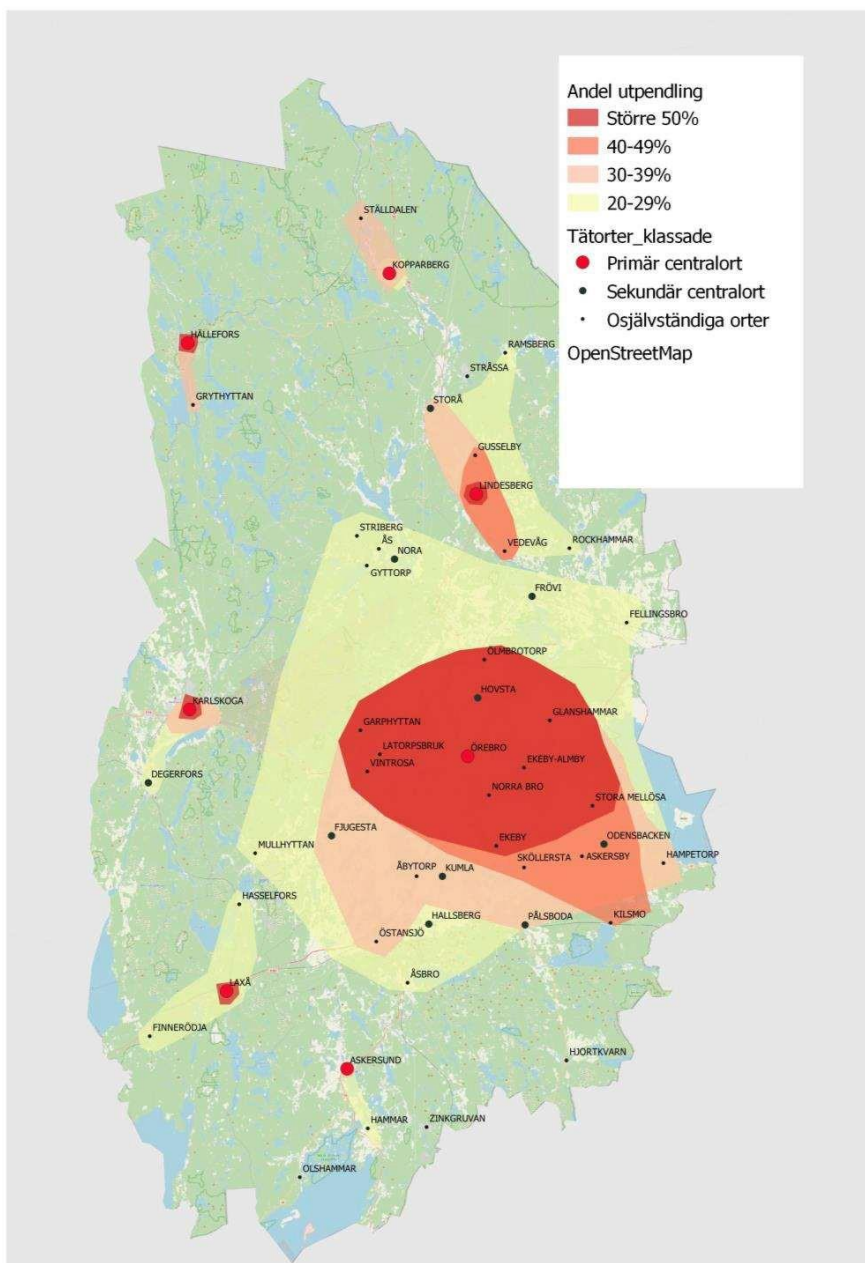 Andel utpendling
Större 50%
40-49%
30-39%
20-29%
Tätorter_klassade
Primär centralort
Sekundär centralort
Osjälvständiga orter
OpenStreetMap
STÄLLDALEN
KOPPARBERG
HÄLLEFORS
RAMSBERG
STRÅSSA
GRYTHYTTAN
STORÅ
GUSSELBY
LINDESBERG
STRIBERG
ÅS
NORA
GYTTORP
VEDEVÅG
ROCKHAMMAR
FRÖVI
FELLINGSBRO
ÖLMBROTORP
HOVSTA
KARLSKOGA
GLANSHAMMAR
GARPHYTTAN
LATORPSBRUK
ÖREBRO
VINTROSA
EKEBY-ALMBY
DEGERFORS
NORRA BRO
STORA MELLÖSA
FJUGESTA
EKEBY
ODENSBACKEN
MULLHYTTAN
ASKERSBY
HAMPETORP
SKÖLLERSTA
ÅBYTORP
KUMLA
HASSELFORS
HALLSBERG
PÅLSBODA
KILSMO
ÖSTANSJÖ
LAXÅ
ÅSBRO
FINNERÖDJA
HJORTKVARN
ASKERSUND
HAMMAR
ZINKGRUVAN
OLSHAMMAR